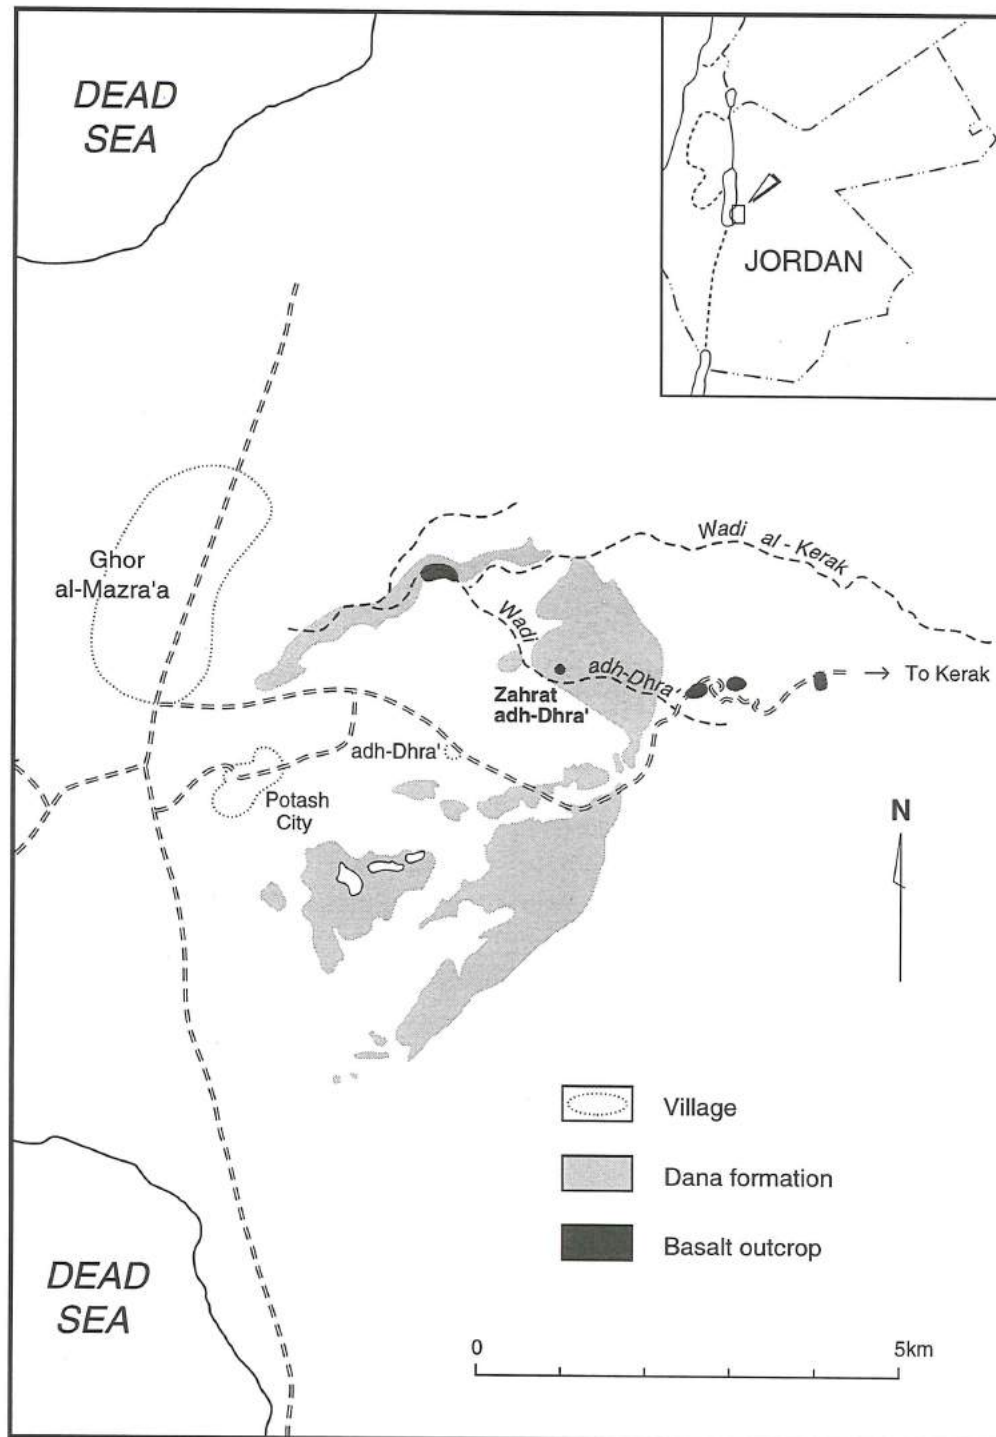 DEAD
SEA
JORDAN
Wadi al - Kerak
Ghor
al-Mazra'a
Wadi
adh-Dhra
To Kerak
Zahrat
adh-Dhra'
adh-Dhra'
Potash
City
N
Village
Dana formation
Basalt outcrop
DEAD
SEA
0
5km